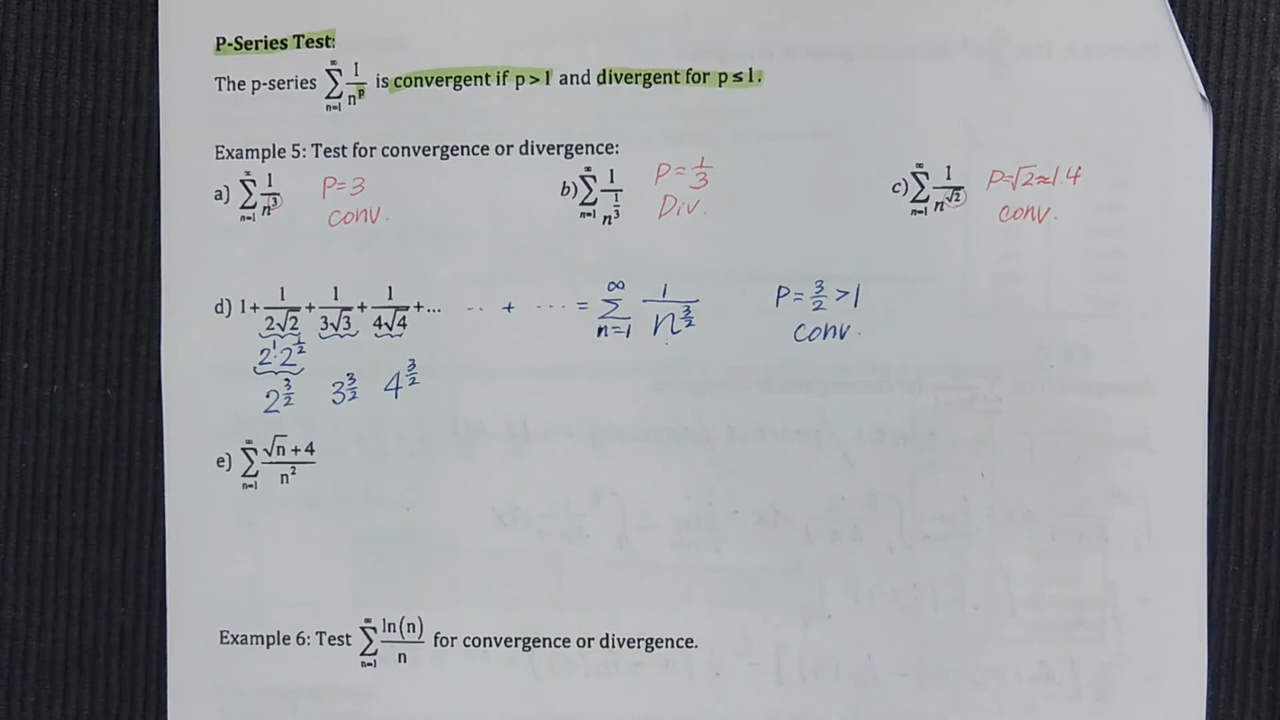 P-Series Test:
The p-series ∑_{n=1}^{∞} 1/n^p is convergent if p > 1 and divergent for p ≤ 1.
Example 5: Test for convergence or divergence:
a) ∑_{n=1}^{∞} 1/n^3 P=3 conv.
b) ∑_{n=1}^{∞} 1/n^{1/3} P=1/3 Div.
c) ∑_{n=1}^{∞} 1/n^{√2} P=√2≈1.4 conv.
d) 1+ 1/(2√2) + 1/(3√3) + 1/(4√4) +... ... + ... = ∑_{n=1}^{∞} 1/n^{3/2} P=3/2 >1
2^1·2^{1/2} conv.
2^{3/2} 3^{3/2} 4^{3/2}
e) ∑_{n=1}^{∞} (√n+4)/n^2
Example 6: Test ∑_{n=1}^{∞} ln(n)/n for convergence or divergence.